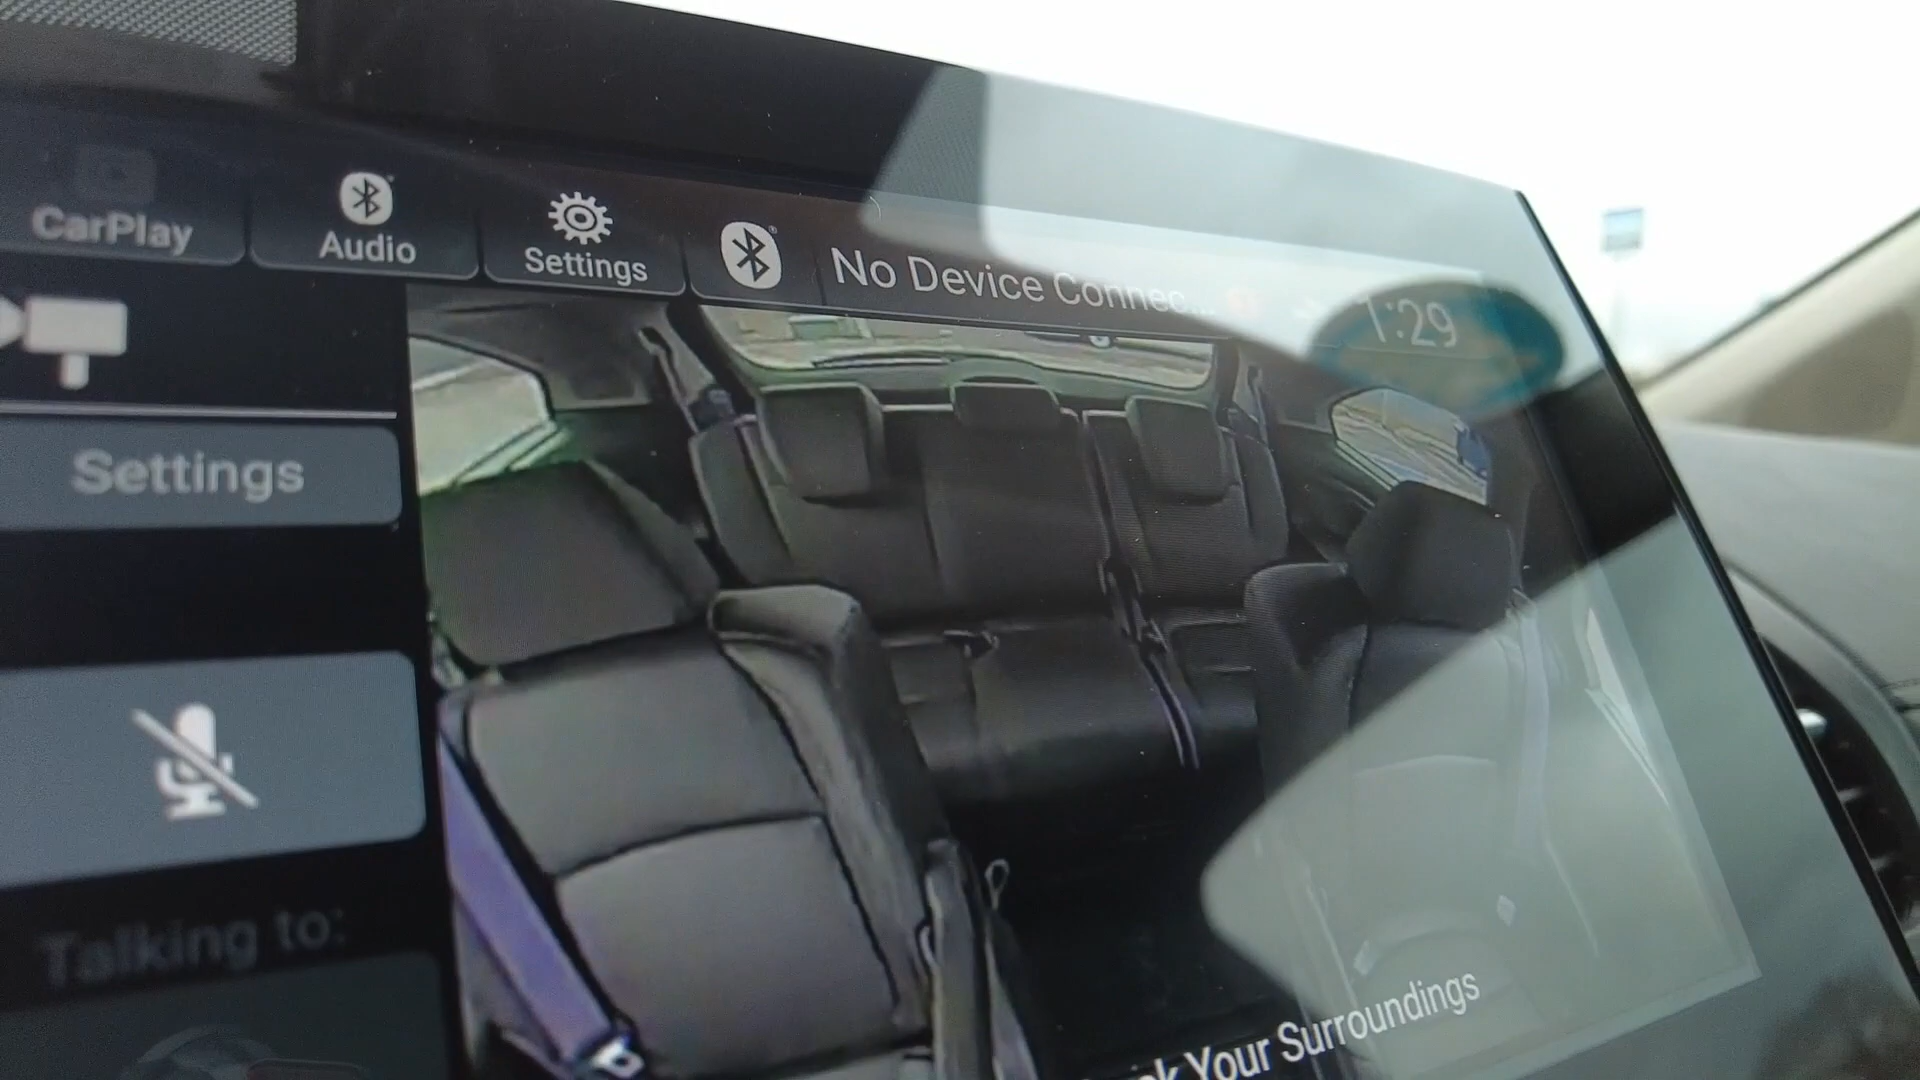 CarPlay
Audio
Settings
No Device Connec...
1:29
Settings
Talking to:
Your Surroundings